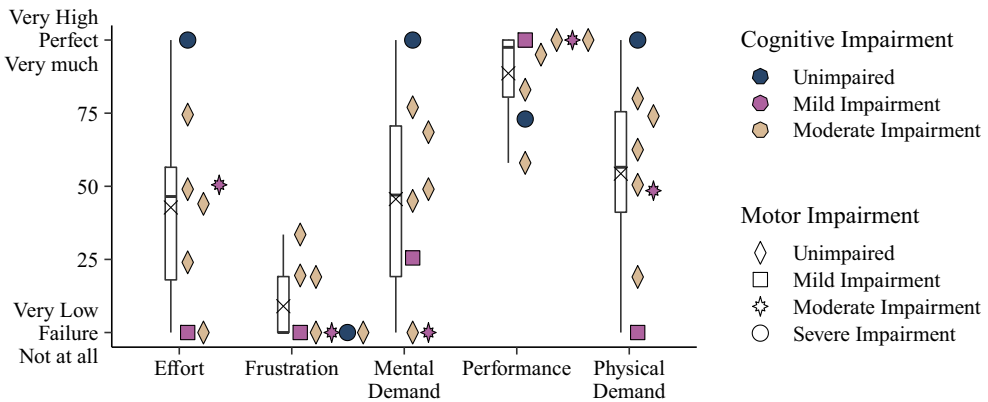 Very High
Perfect
Very much
75
50
25
Very Low
Failure
Not at all
Effort
Frustration
Mental
Demand
Performance
Physical
Demand
Cognitive Impairment
Unimpaired
Mild Impairment
Moderate Impairment
Motor Impairment
Unimpaired
Mild Impairment
Moderate Impairment
Severe Impairment